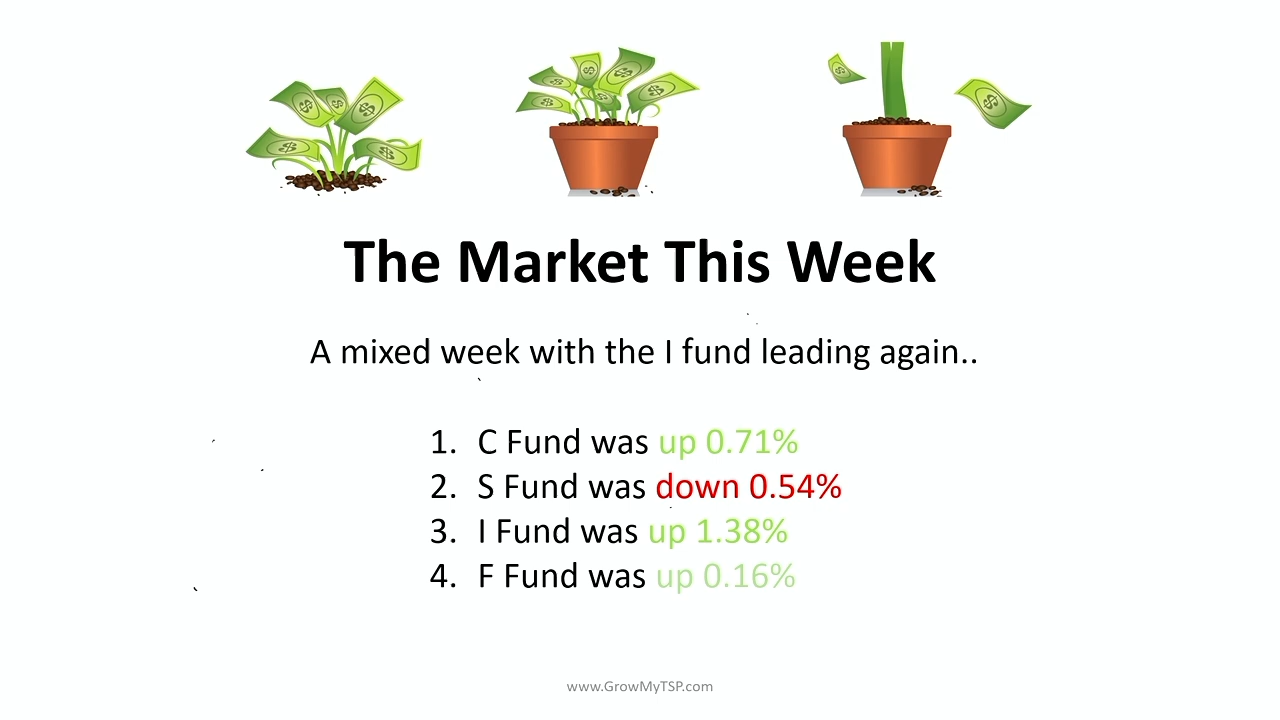 The Market This Week
A mixed week with the I fund leading again..
1. C Fund was up 0.71%
2. S Fund was down 0.54%
3. I Fund was up 1.38%
4. F Fund was up 0.16%
www.GrowMyTSP.com